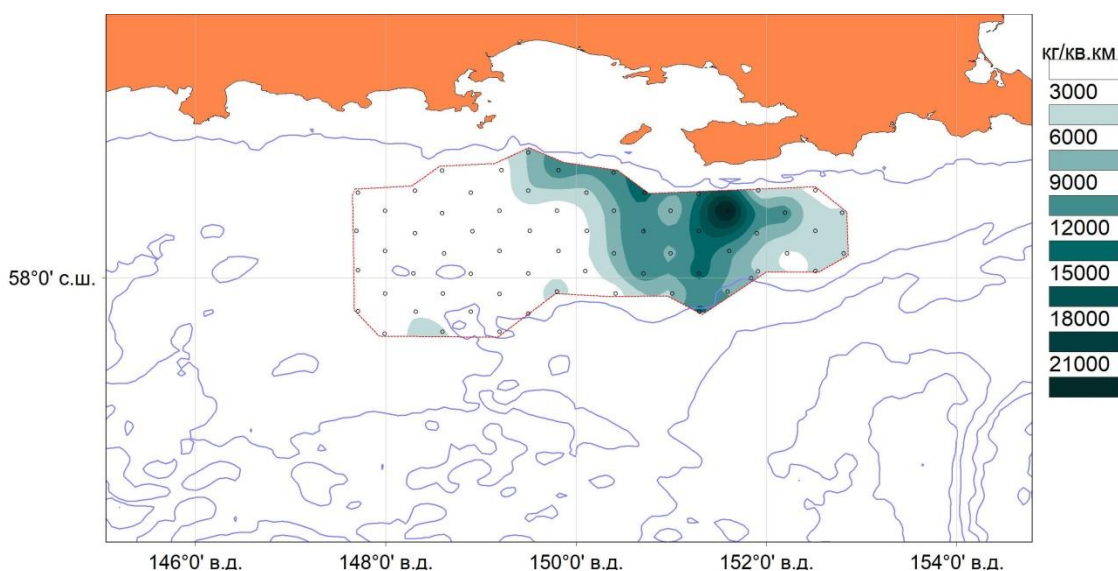 кг/кв.км
3000
6000
9000
12000
15000
18000
21000
58°0' с.ш.
146°0' в.д.
148°0' в.д.
150°0' в.д.
152°0' в.д.
154°0' в.д.